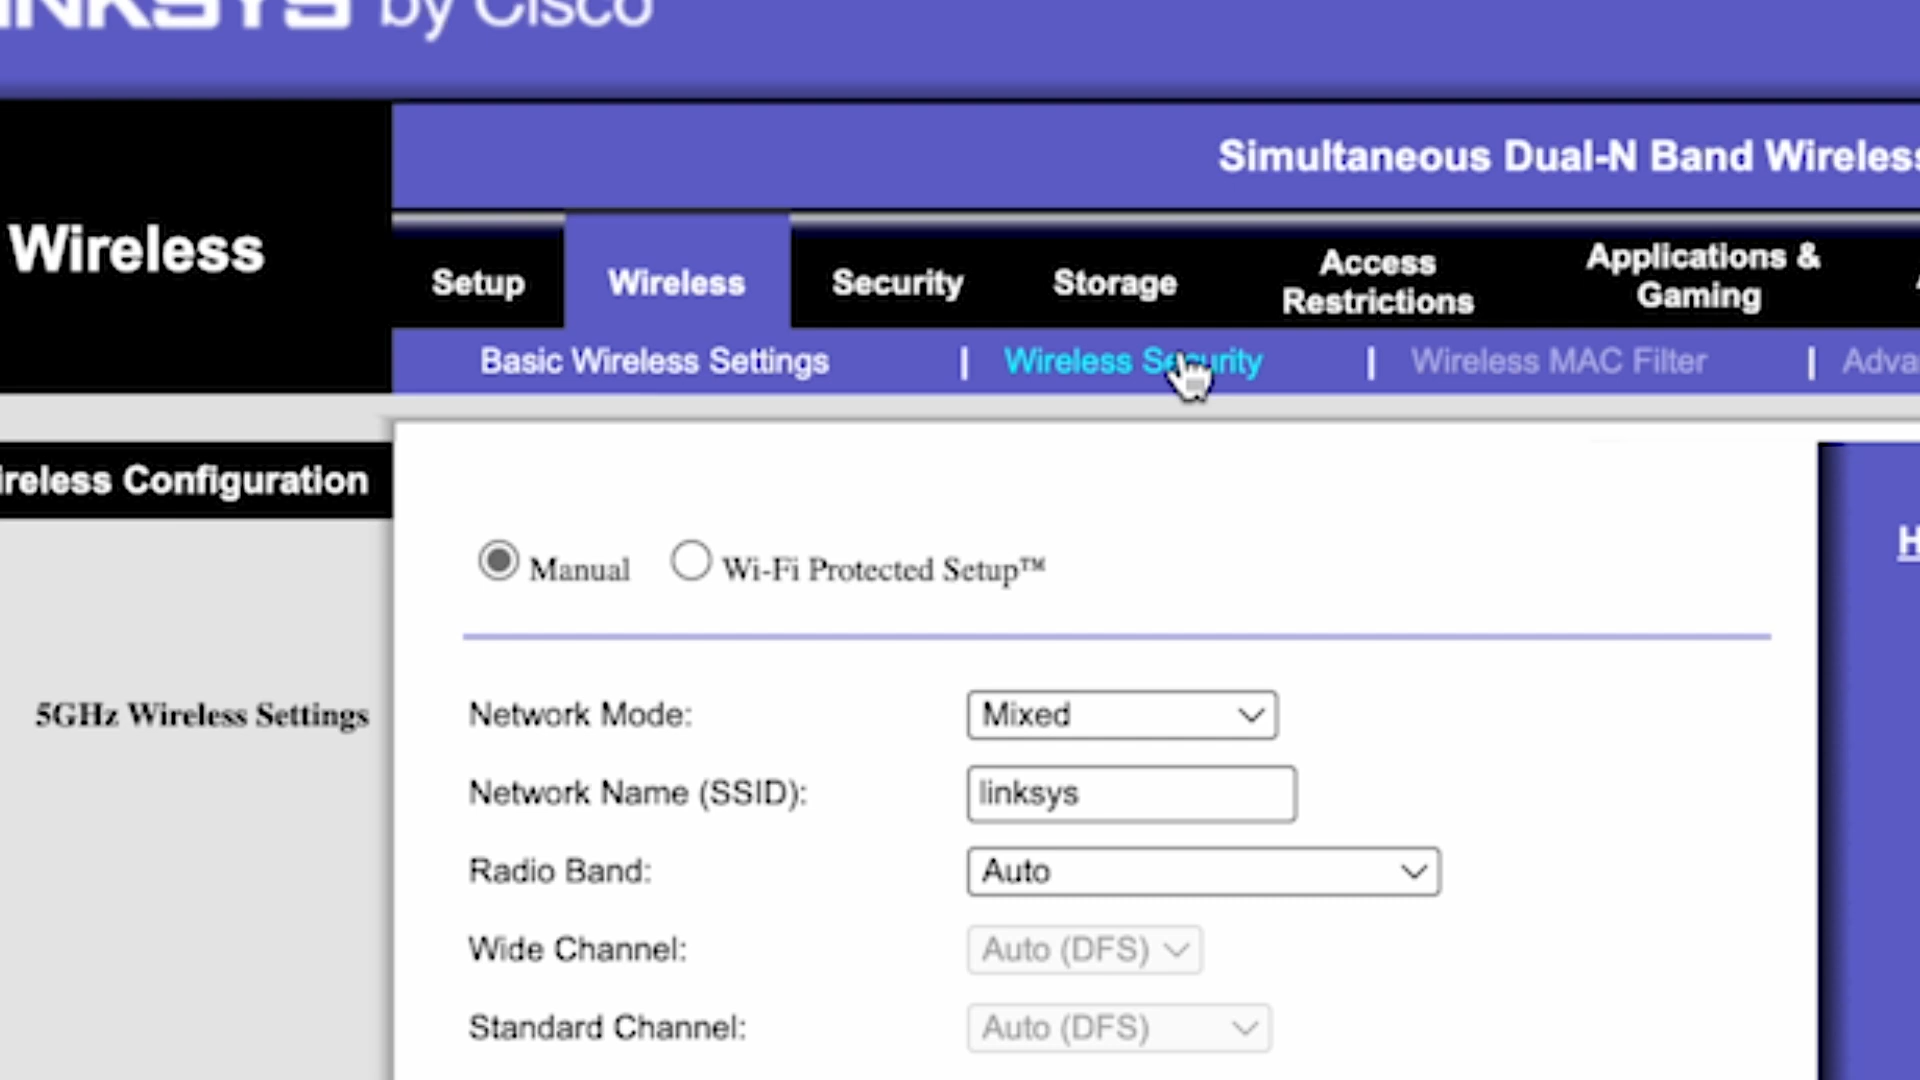 LINKSYS by Cisco
Simultaneous Dual-N Band Wireless
Wireless
Setup
Wireless
Security
Storage
Access
Restrictions
Applications &
Gaming
Basic Wireless Settings | Wireless Security | Wireless MAC Filter | Adva
ireless Configuration
Manual
Wi-Fi Protected Setup™
5GHz Wireless Settings
Network Mode: Mixed
Network Name (SSID): linksys
Radio Band: Auto
Wide Channel: Auto (DFS)
Standard Channel: Auto (DFS)